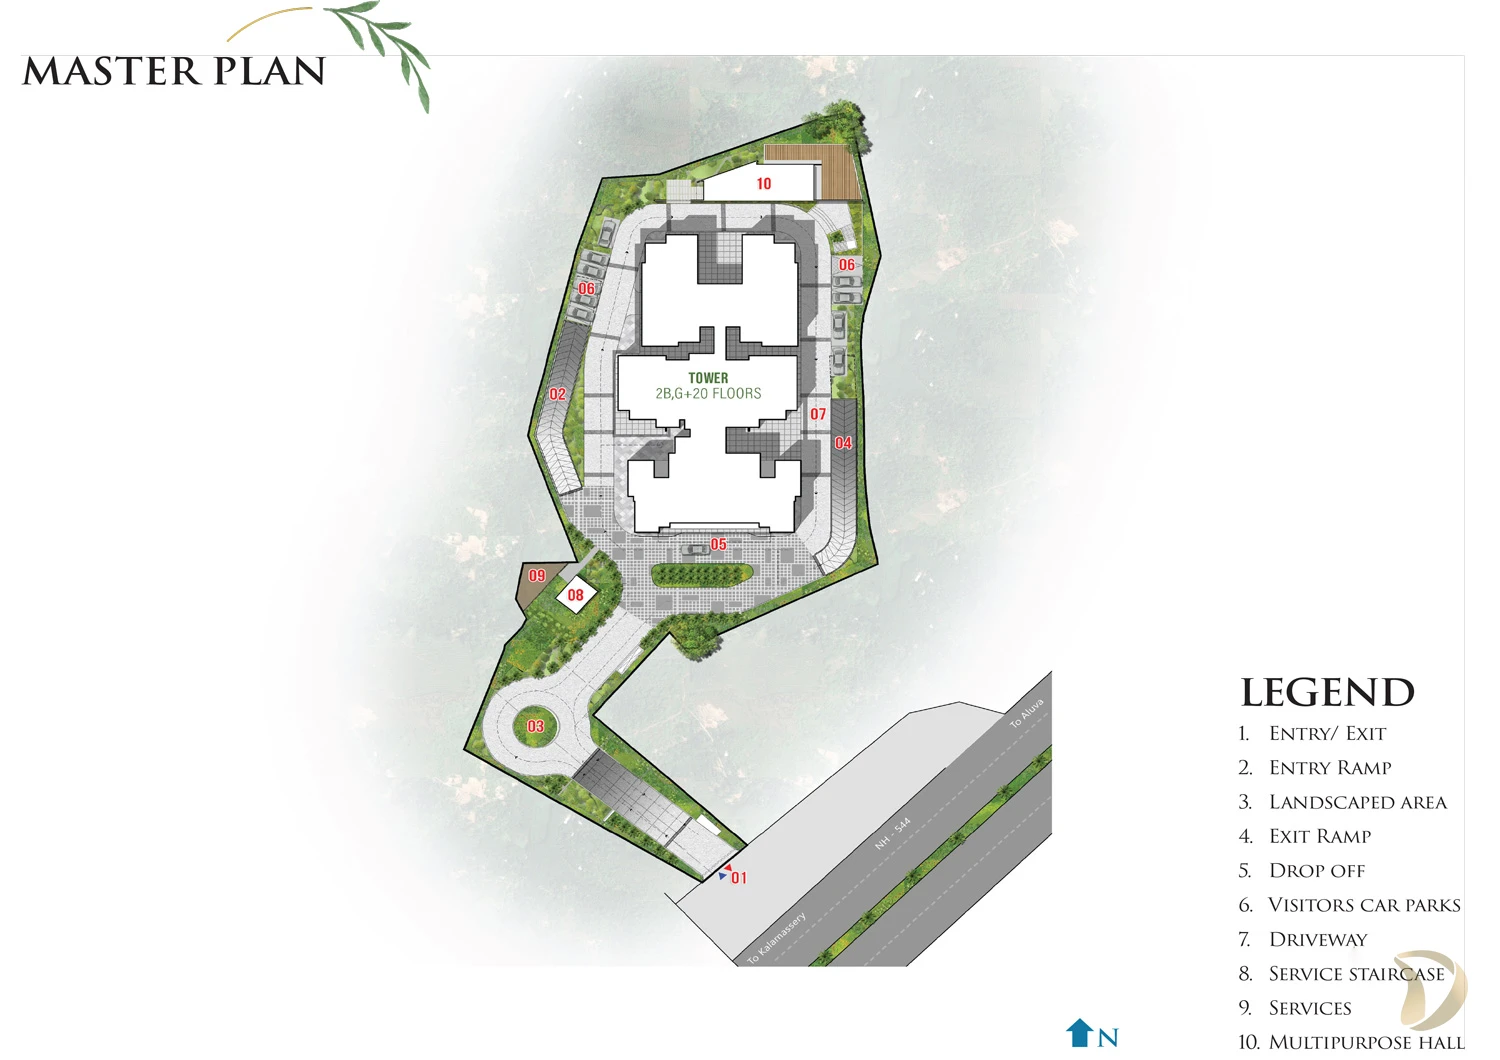 MASTER PLAN
10
06
06
TOWER
2B,G+20 FLOORS
02
07
04
05
09
08
03
01
To Aluva
NH - 544
To Kalamassery
N
LEGEND
1. ENTRY/ EXIT
2. ENTRY RAMP
3. LANDSCAPED AREA
4. EXIT RAMP
5. DROP OFF
6. VISITORS CAR PARKS
7. DRIVEWAY
8. SERVICE STAIRCASE
9. SERVICES
10. MULTIPURPOSE HALL